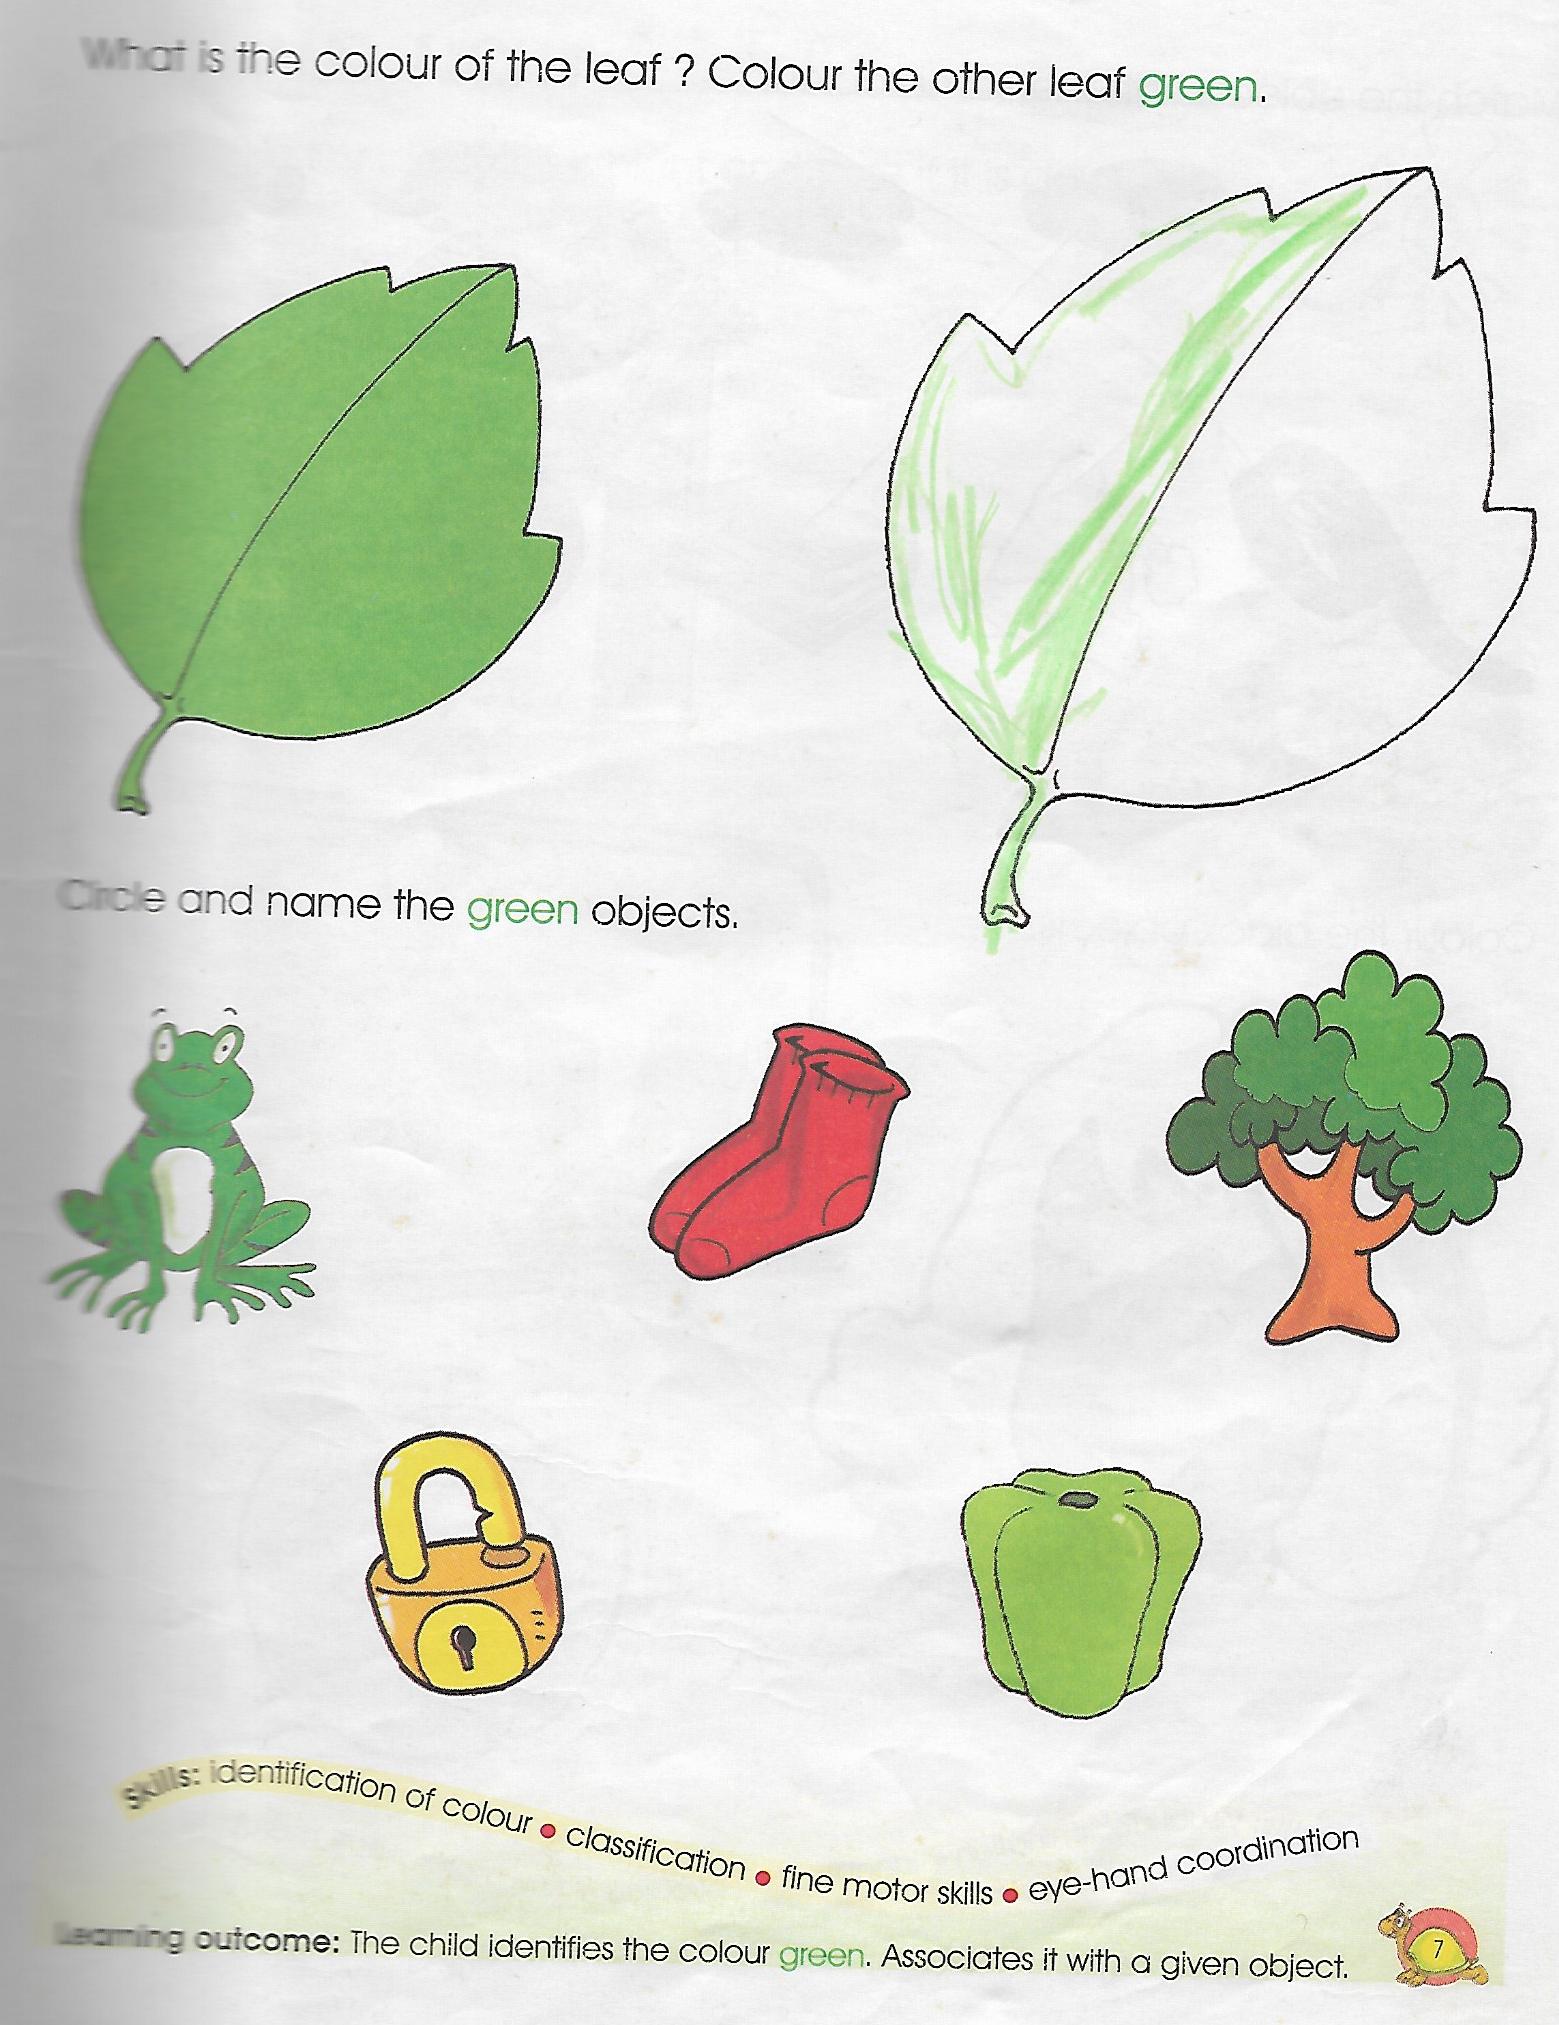 What is the colour of the leaf ? Colour the other leaf green.
Circle and name the green objects.
Skills: identification of colour • classification • fine motor skills • eye-hand coordination
Learning outcome: The child identifies the colour green. Associates it with a given object.
7